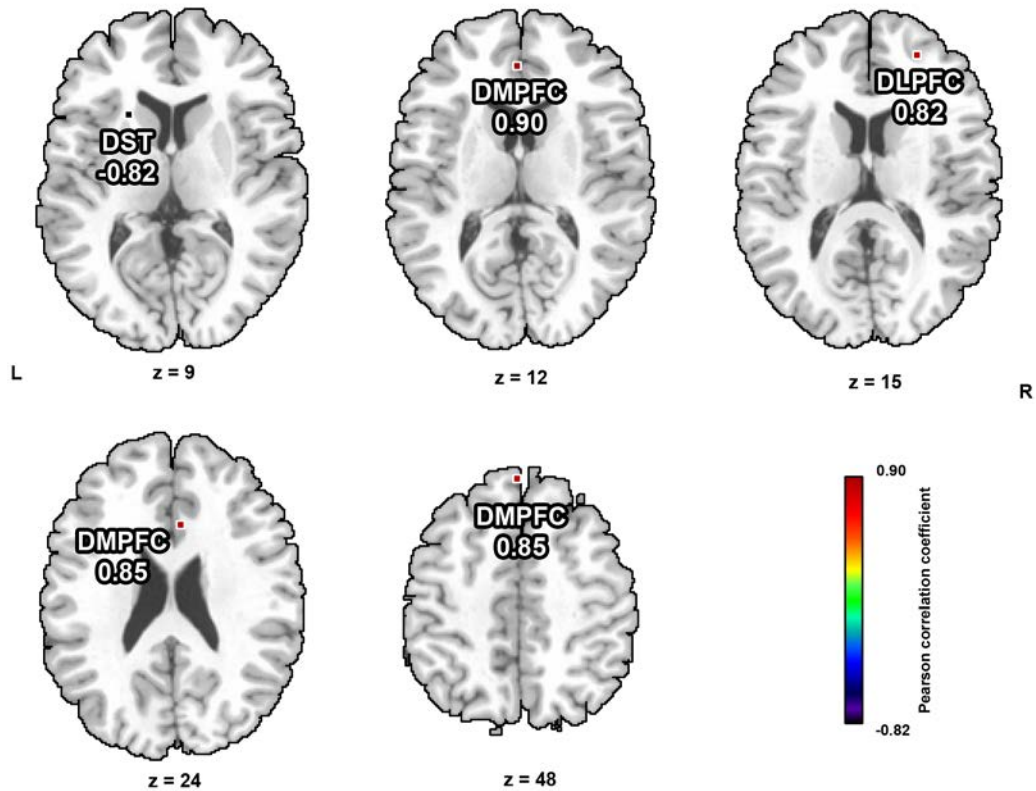 DST
-0.82
DMPFC
0.90
DLPFC
0.82
L
z = 9
z = 12
z = 15
R
DMPFC
0.85
DMPFC
0.85
0.90
Pearson correlation coefficient
-0.82
z = 24
z = 48